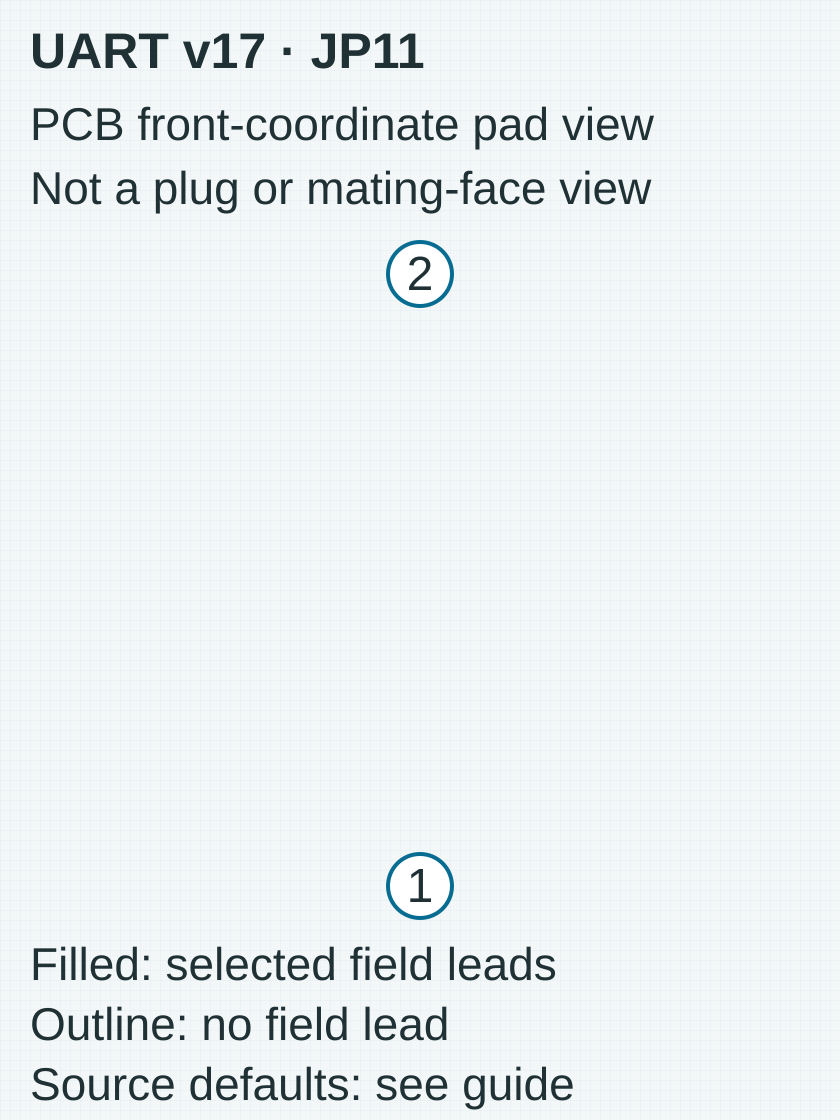 UART v17 · JP11
PCB front-coordinate pad view
Not a plug or mating-face view
2
1
Filled: selected field leads
Outline: no field lead
Source defaults: see guide